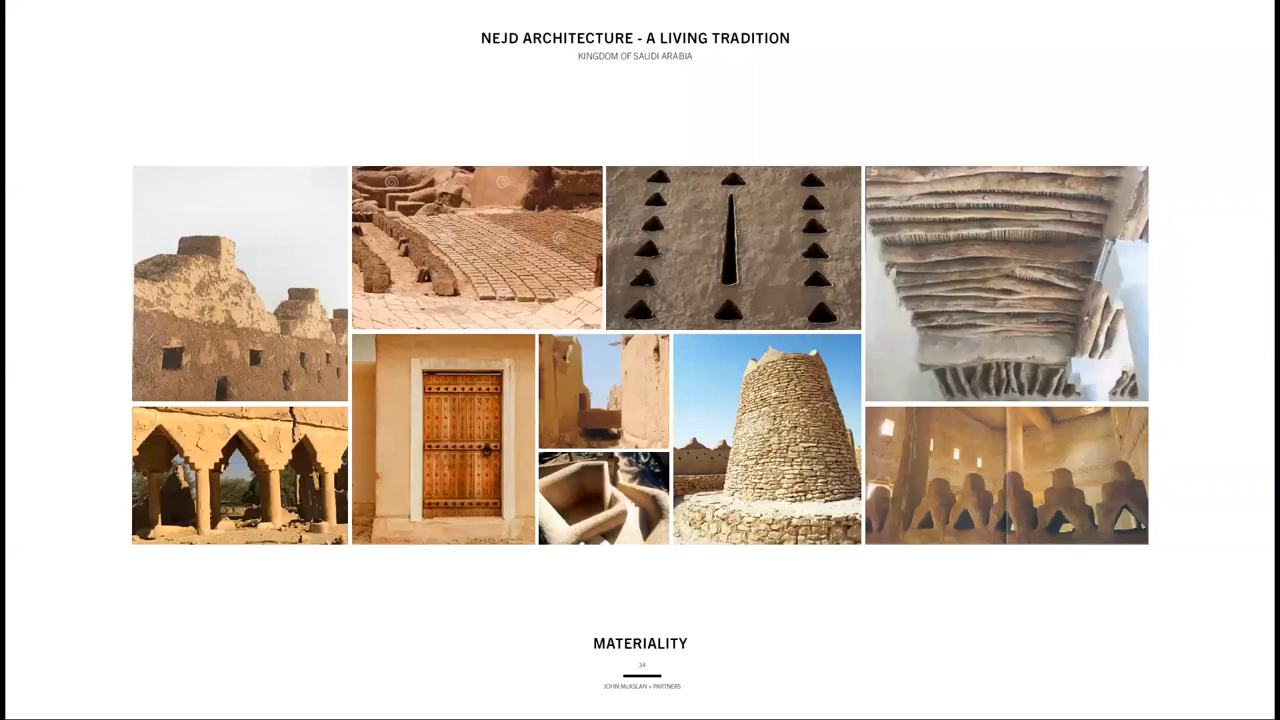 NEJD ARCHITECTURE - A LIVING TRADITION
KINGDOM OF SAUDI ARABIA
MATERIALITY
34
JOHN McASLAN + PARTNERS